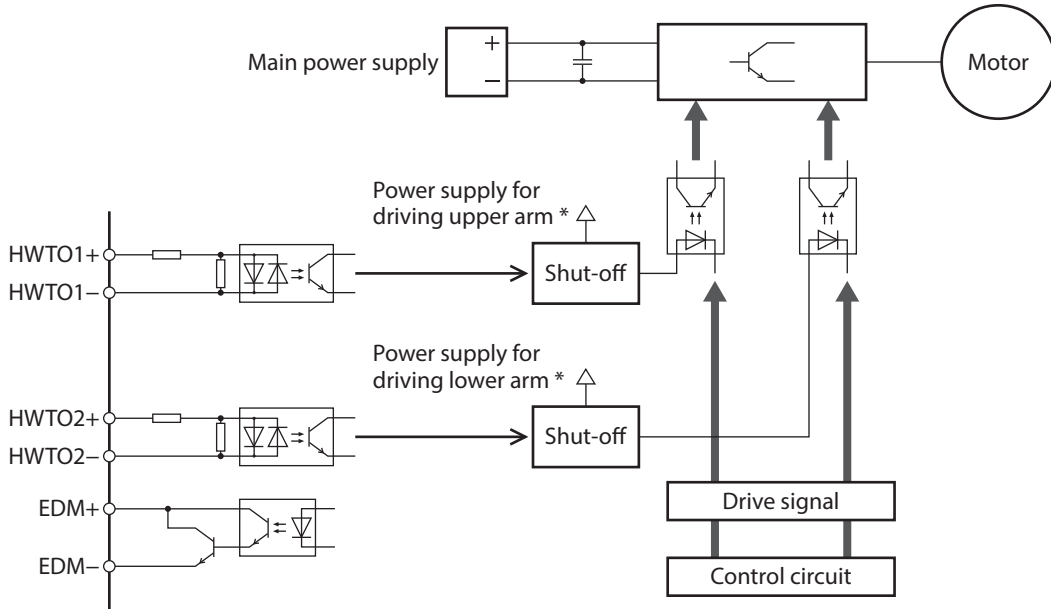 +
Main power supply
−
Motor
Power supply for
driving upper arm *
HWTO1+
HWTO1−
Shut-off
Power supply for
driving lower arm *
HWTO2+
HWTO2−
Shut-off
EDM+
EDM−
Drive signal
Control circuit